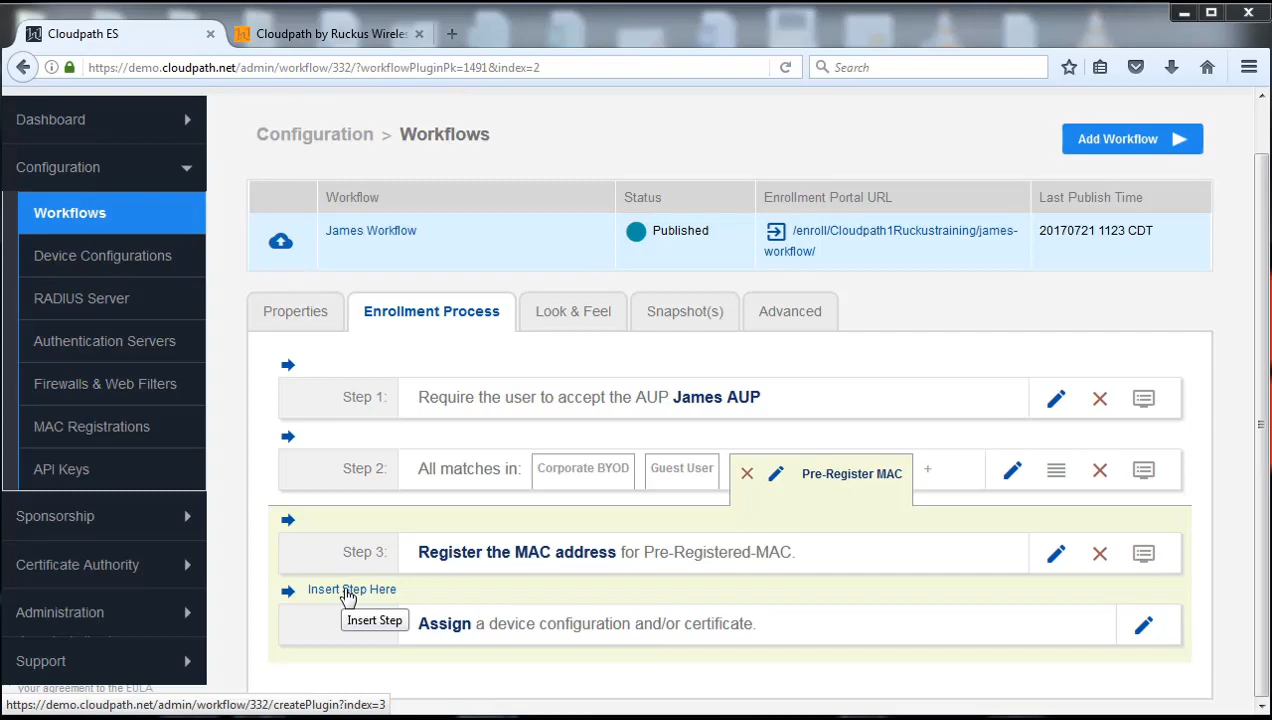 Cloudpath ES
Cloudpath by Ruckus Wireles
https://demo.cloudpath.net/admin/workflow/332/?workflowPluginPk=1491&index=2
Search
Dashboard
Configuration
Workflows
Device Configurations
RADIUS Server
Authentication Servers
Firewalls & Web Filters
MAC Registrations
API Keys
Sponsorship
Certificate Authority
Administration
Support
your agreement to the EULA
Configuration > Workflows
Add Workflow
Workflow Status Enrollment Portal URL Last Publish Time
James Workflow Published /enroll/Cloudpath1Ruckustraining/james-
workflow/
20170721 1123 CDT
Properties Enrollment Process Look & Feel Snapshot(s) Advanced
Step 1: Require the user to accept the AUP James AUP
Step 2: All matches in: Corporate BYOD Guest User Pre-Register MAC +
Step 3: Register the MAC address for Pre-Registered-MAC.
Insert Step Here
Insert Step
Assign a device configuration and/or certificate.
https://demo.cloudpath.net/admin/workflow/332/createPlugin?index=3